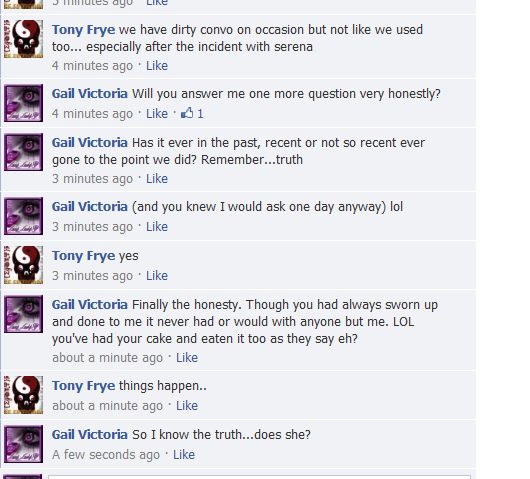 5 minutes ago · Like
Tony Frye we have dirty convo on occasion but not like we used
too... especially after the incident with serena
4 minutes ago · Like
Gail Victoria Will you answer me one more question very honestly?
4 minutes ago · Like · 1
Gail Victoria Has it ever in the past, recent or not so recent ever
gone to the point we did? Remember...truth
3 minutes ago · Like
Gail Victoria (and you knew I would ask one day anyway) lol
3 minutes ago · Like
Tony Frye yes
3 minutes ago · Like
Gail Victoria Finally the honesty. Though you had always sworn up
and done to me it never had or would with anyone but me. LOL
you've had your cake and eaten it too as they say eh?
about a minute ago · Like
Tony Frye things happen..
about a minute ago · Like
Gail Victoria So I know the truth...does she?
A few seconds ago · Like